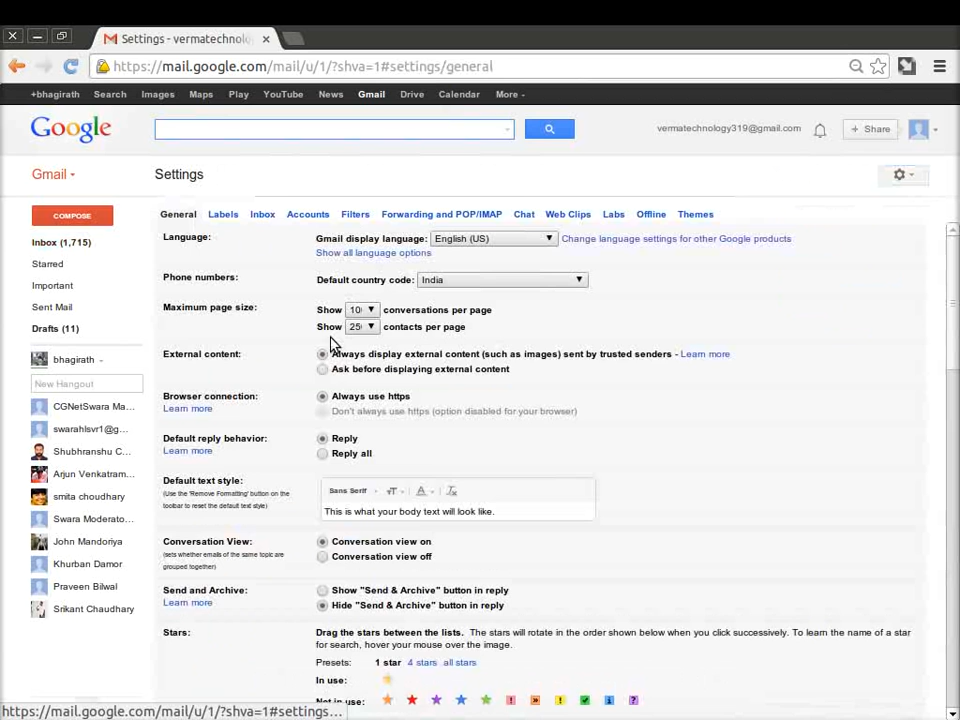 Settings - vermatechnolo
https://mail.google.com/mail/u/1/?shva=1#settings/general
+bhagirath Search Images Maps Play YouTube News Gmail Drive Calendar More -
Google
vermatechnology319@gmail.com
+ Share
Gmail
Settings
COMPOSE
Inbox (1,715)
Starred
Important
Sent Mail
Drafts (11)
bhagirath
New Hangout
CGNetSwara Ma...
swarahlsvr1@g...
Shubhranshu C...
Arjun Venkatram...
smita choudhary
Swara Moderato...
John Mandoriya
Khurban Damor
Praveen Bilwal
Srikant Chaudhary
General Labels Inbox Accounts Filters Forwarding and POP/IMAP Chat Web Clips Labs Offline Themes
Language:
Gmail display language: English (US) Change language settings for other Google products
Show all language options
Phone numbers:
Default country code: India
Maximum page size:
Show 10 conversations per page
Show 25 contacts per page
External content:
Always display external content (such as images) sent by trusted senders - Learn more
Ask before displaying external content
Browser connection:
Learn more
Always use https
Don't always use https (option disabled for your browser)
Default reply behavior:
Learn more
Reply
Reply all
Default text style:
(Use the 'Remove Formatting' button on the
toolbar to reset the default text style)
Sans Serif
This is what your body text will look like.
Conversation View:
(sets whether emails of the same topic are
grouped together)
Conversation view on
Conversation view off
Send and Archive:
Learn more
Show "Send & Archive" button in reply
Hide "Send & Archive" button in reply
Stars:
Drag the stars between the lists. The stars will rotate in the order shown below when you click successively. To learn the name of a star
for search, hover your mouse over the image.
Presets: 1 star 4 stars all stars
In use:
Not in use:
https://mail.google.com/mail/u/1/?shva=1#settings...